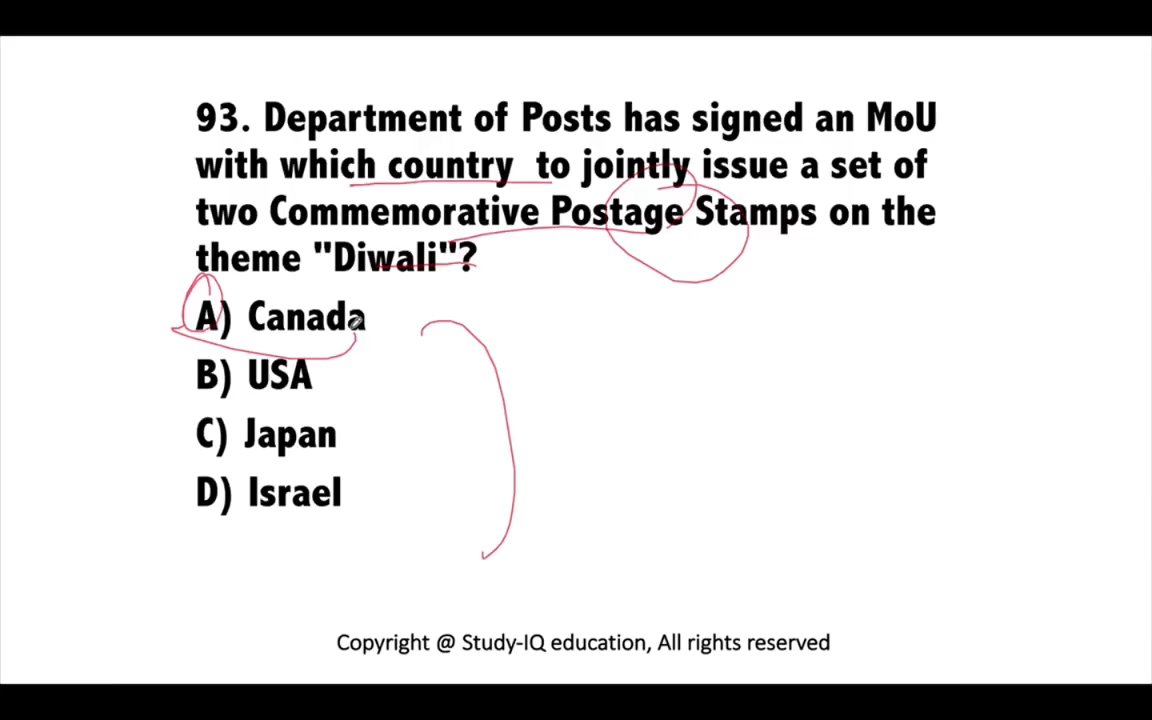 93. Department of Posts has signed an MoU
with which country to jointly issue a set of
two Commemorative Postage Stamps on the
theme "Diwali"?
A) Canada
B) USA
C) Japan
D) Israel
Copyright @ Study-IQ education, All rights reserved